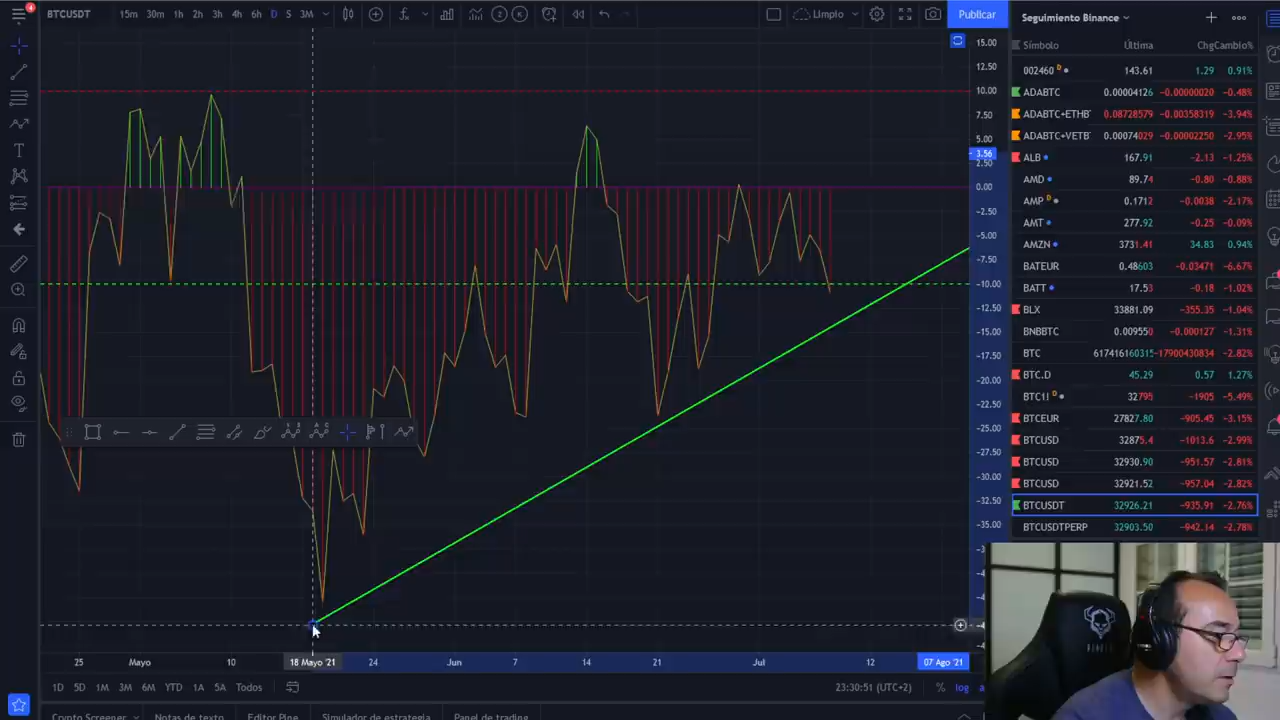 4
BTCUSDT 15m 30m 1h 2h 3h 4h 6h D S 3M Limpio Publicar
15.00
12.50
10.00
7.50
5.00
3.56
2.50
0.00
-2.50
-5.00
-7.50
-10.00
-12.50
-15.00
-17.50
-20.00
-22.50
-25.00
-27.50
-30.00
-32.50
-35.00
25 Mayo 10 18 Mayo '21 24 Jun 7 14 21 Jul 12 07 Ago '21
1D 5D 1M 3M 6M YTD 1A 5A Todos 23:30:51 (UTC+2) % log
Crypto Screener Notas de texto Editor Pine Simulador de estrategia Panel de trading
Seguimiento Binance
Símbolo Última Chg Cambio%
002460 D 143.61 1.29 0.91%
ADABTC 0.00004126 -0.00000020 -0.48%
ADABTC+ETHB 0.08728579 -0.00358319 -3.94%
ADABTC+VETB 0.00074029 -0.00002250 -2.95%
ALB 167.91 -2.13 -1.25%
AMD 89.74 -0.80 -0.88%
AMP D 0.1712 -0.0038 -2.17%
AMT 277.92 -0.25 -0.09%
AMZN 3731.41 34.83 0.94%
BATEUR 0.48603 -0.03471 -6.67%
BATT 17.53 -0.18 -1.02%
BLX 33881.09 -355.35 -1.04%
BNBBTC 0.009550 -0.000127 -1.31%
BTC 617416160315 -17900430834 -2.82%
BTC.D 45.29 0.57 1.27%
BTC1! D 32795 -1905 -5.49%
BTCEUR 27827.80 -905.45 -3.15%
BTCUSD 32875.4 -1013.6 -2.99%
BTCUSD 32930.90 -951.57 -2.81%
BTCUSD 32921.52 -957.04 -2.82%
BTCUSDT 32926.21 -935.91 -2.76%
BTCUSDTPERP 32903.50 -942.14 -2.78%